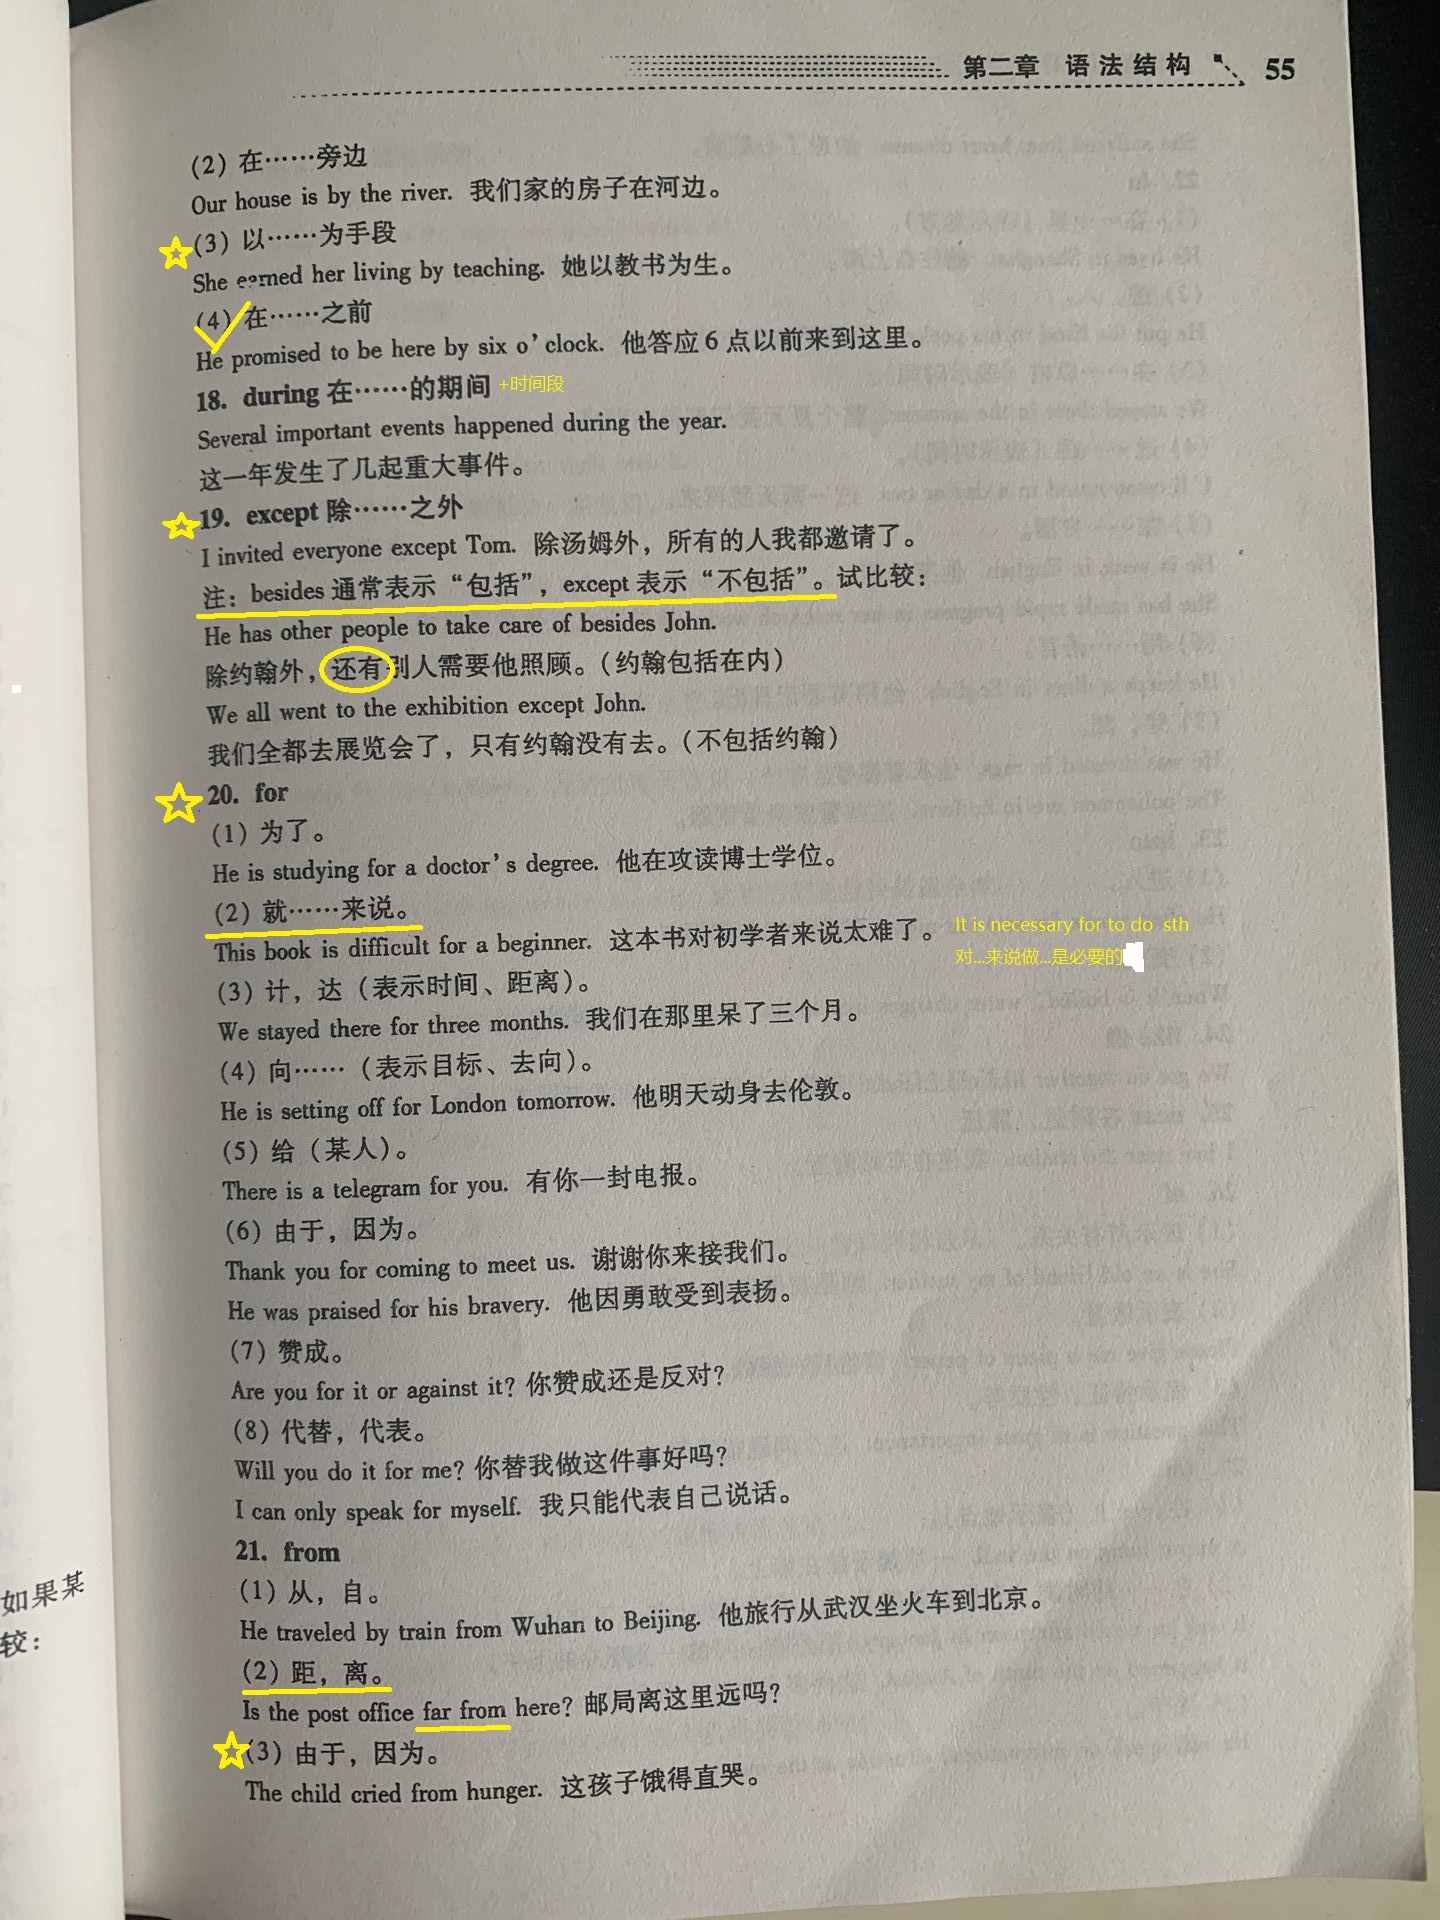 第二章 语法结构 55
(2) 在……旁边
Our house is by the river. 我们家的房子在河边。
(3) 以……为手段
She earned her living by teaching. 她以教书为生。
(4) 在……之前
He promised to be here by six o'clock. 他答应6点以前来到这里。
18. during 在……的期间 +时间段
Several important events happened during the year.
这一年发生了几起重大事件。
19. except 除……之外
I invited everyone except Tom. 除汤姆外，所有的人我都邀请了。
注：besides 通常表示“包括”，except 表示“不包括”。试比较：
He has other people to take care of besides John.
除约翰外，还有别人需要他照顾。（约翰包括在内）
We all went to the exhibition except John.
我们全都去展览会了，只有约翰没有去。（不包括约翰）
20. for
(1) 为了。
He is studying for a doctor's degree. 他在攻读博士学位。
(2) 就……来说。
This book is difficult for a beginner. 这本书对初学者来说太难了。
It is necessary for to do sth
对...来说做...是必要的
(3) 计，达（表示时间、距离）。
We stayed there for three months. 我们在那里呆了三个月。
(4) 向……（表示目标、去向）。
He is setting off for London tomorrow. 他明天动身去伦敦。
(5) 给（某人）。
There is a telegram for you. 有你一封电报。
(6) 由于，因为。
Thank you for coming to meet us. 谢谢你来接我们。
He was praised for his bravery. 他因勇敢受到表扬。
(7) 赞成。
Are you for it or against it? 你赞成还是反对？
(8) 代替，代表。
Will you do it for me? 你替我做这件事好吗？
I can only speak for myself. 我只能代表自己说话。
21. from
(1) 从，自。
He traveled by train from Wuhan to Beijing. 他旅行从武汉坐火车到北京。
(2) 距，离。
Is the post office far from here? 邮局离这里远吗？
(3) 由于，因为。
The child cried from hunger. 这孩子饿得直哭。
如果某
较：